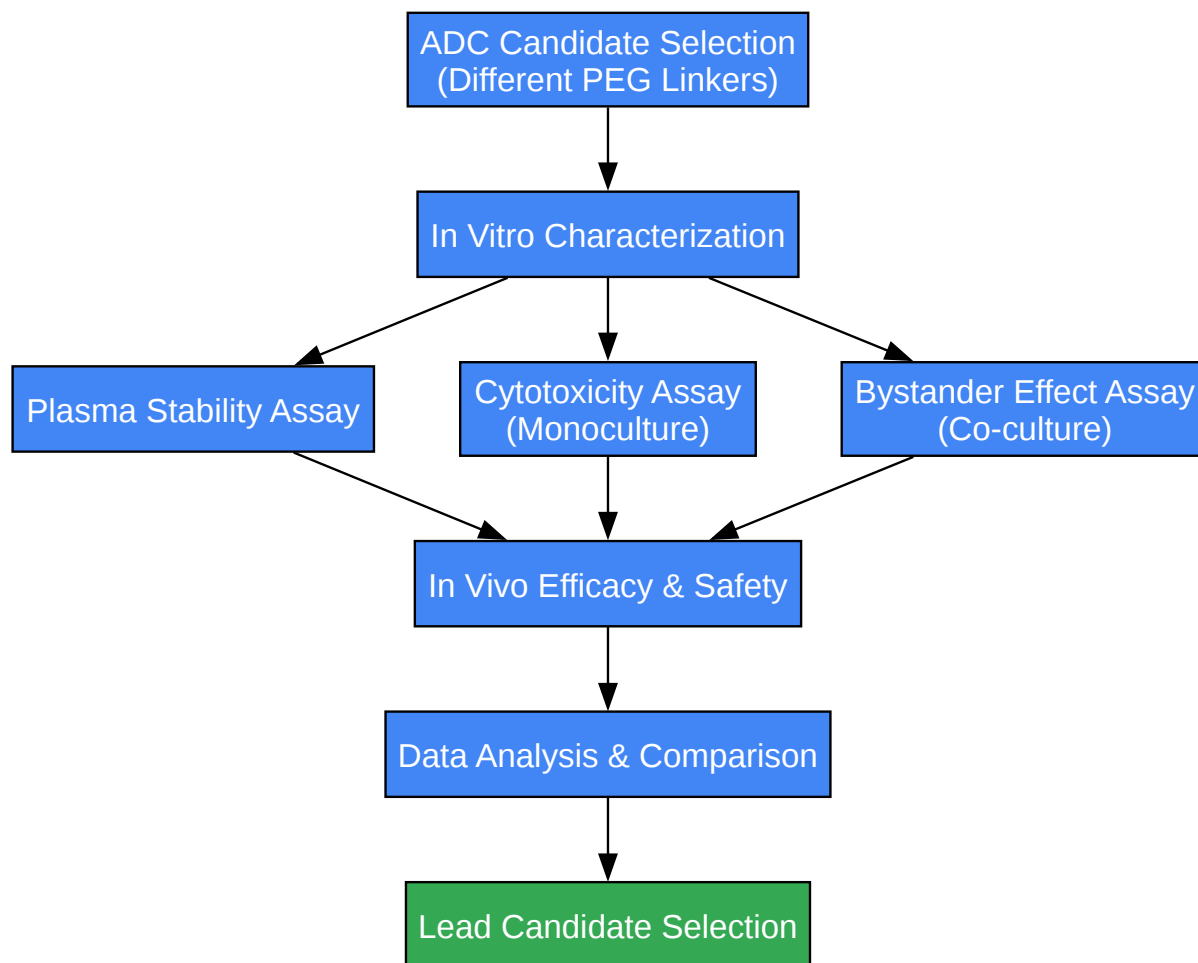 ADC Candidate Selection
(Different PEG Linkers)
In Vitro Characterization
Plasma Stability Assay
Cytotoxicity Assay
(Monoculture)
Bystander Effect Assay
(Co-culture)
In Vivo Efficacy & Safety
Data Analysis & Comparison
Lead Candidate Selection